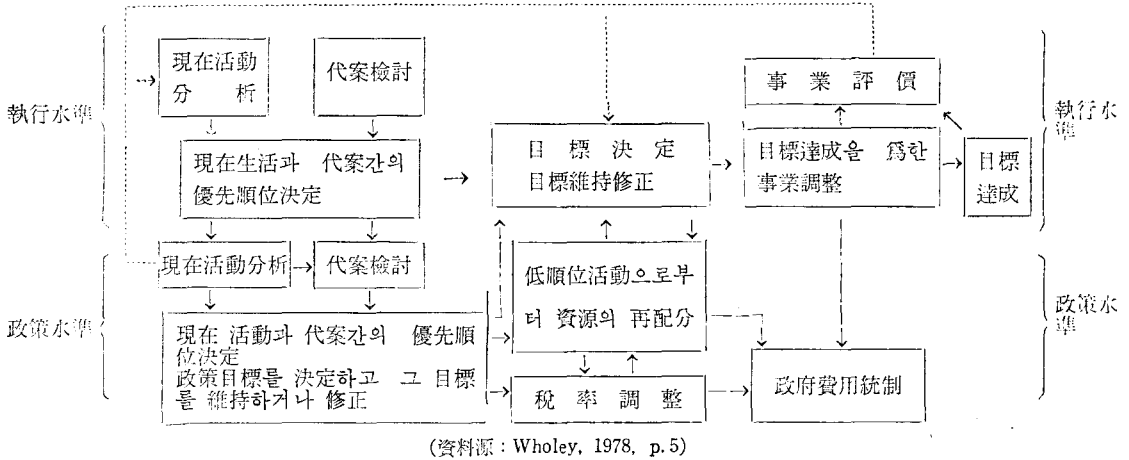 執行水準
現在活動
分 析
代案檢討
現在生活과 代案간의
優先順位決定
目 標 決 定
目標維持修正
事 業 評 價
目標達成을 爲한
事業調整
目標
達成
執行水
準
政策水準
現在活動分析
代案檢討
現在 活動과 代案간의 優先順
位決定
政策目標를 決定하고 그 目標
를 維持하거나 修正
低順位活動으로부
터 資源의 再配分
稅 率 調 整
政府費用統制
政策水
準
(資料源 : Wholey, 1978, p.5)